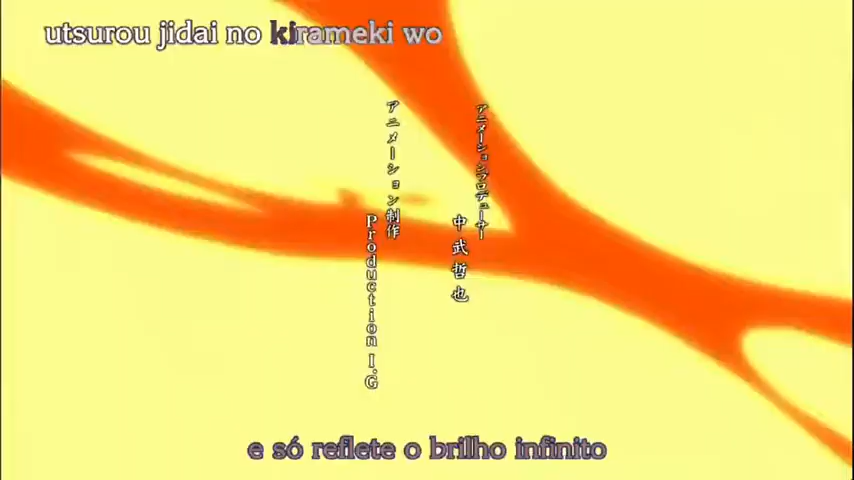 utsurou jidai no kirameki wo
アニメーションプロデューサー
中武哲也
アニメーション制作
Production I.G
e só reflete o brilho infinito